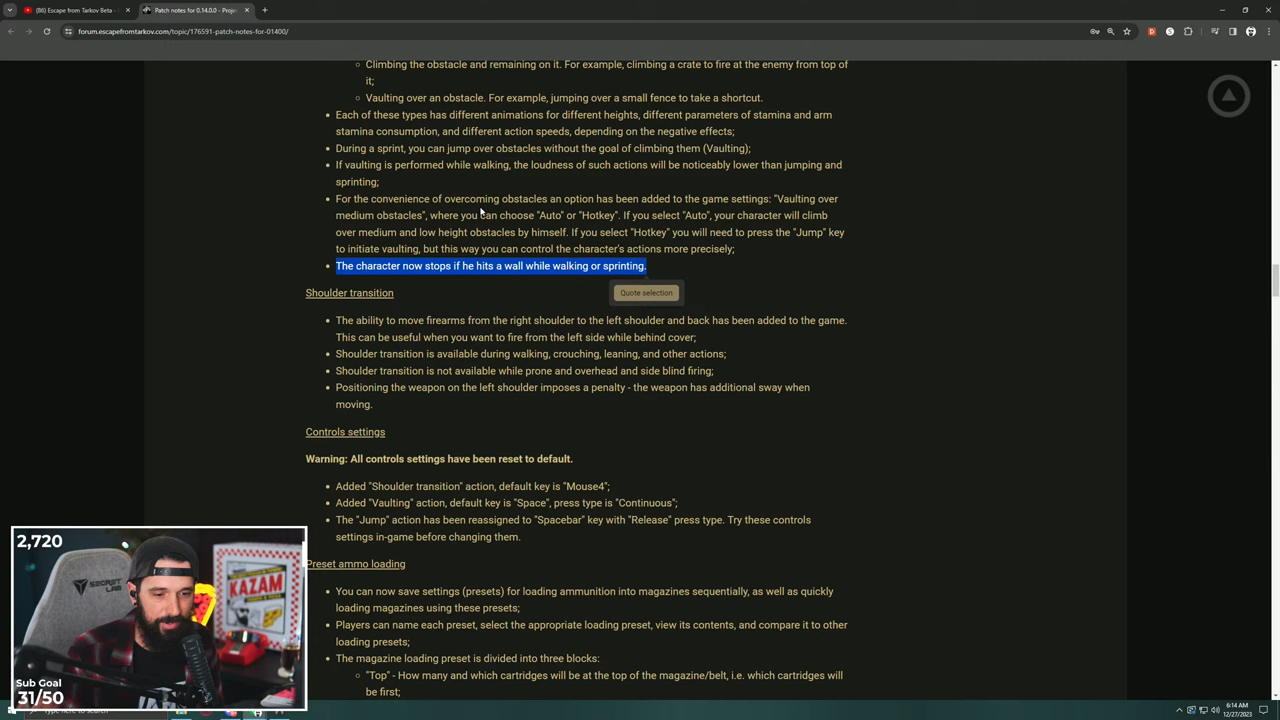 (86) Escape from Tarkov Beta -
Patch notes for 0.14.0.0 - Proje
forum.escapefromtarkov.com/topic/176591-patch-notes-for-01400/
Climbing the obstacle and remaining on it. For example, climbing a crate to fire at the enemy from top of
it;
Vaulting over an obstacle. For example, jumping over a small fence to take a shortcut.
Each of these types has different animations for different heights, different parameters of stamina and arm
stamina consumption, and different action speeds, depending on the negative effects;
During a sprint, you can jump over obstacles without the goal of climbing them (Vaulting);
If vaulting is performed while walking, the loudness of such actions will be noticeably lower than jumping and
sprinting;
For the convenience of overcoming obstacles an option has been added to the game settings: "Vaulting over
medium obstacles", where you can choose "Auto" or "Hotkey". If you select "Auto", your character will climb
over medium and low height obstacles by himself. If you select "Hotkey" you will need to press the "Jump" key
to initiate vaulting, but this way you can control the character's actions more precisely;
The character now stops if he hits a wall while walking or sprinting.
Quote selection
Shoulder transition
The ability to move firearms from the right shoulder to the left shoulder and back has been added to the game.
This can be useful when you want to fire from the left side while behind cover;
Shoulder transition is available during walking, crouching, leaning, and other actions;
Shoulder transition is not available while prone and overhead and side blind firing;
Positioning the weapon on the left shoulder imposes a penalty - the weapon has additional sway when
moving.
Controls settings
Warning: All controls settings have been reset to default.
Added "Shoulder transition" action, default key is "Mouse4";
Added "Vaulting" action, default key is "Space", press type is "Continuous";
The "Jump" action has been reassigned to "Spacebar" key with "Release" press type. Try these controls
settings in-game before changing them.
Preset ammo loading
You can now save settings (presets) for loading ammunition into magazines sequentially, as well as quickly
loading magazines using these presets;
Players can name each preset, select the appropriate loading preset, view its contents, and compare it to other
loading presets;
The magazine loading preset is divided into three blocks:
"Top" - How many and which cartridges will be at the top of the magazine/belt, i.e. which cartridges will
be first;
2,720
SECRET
LAB
KAZAM
Sub Goal
31/50
6:14 AM
12/27/2023